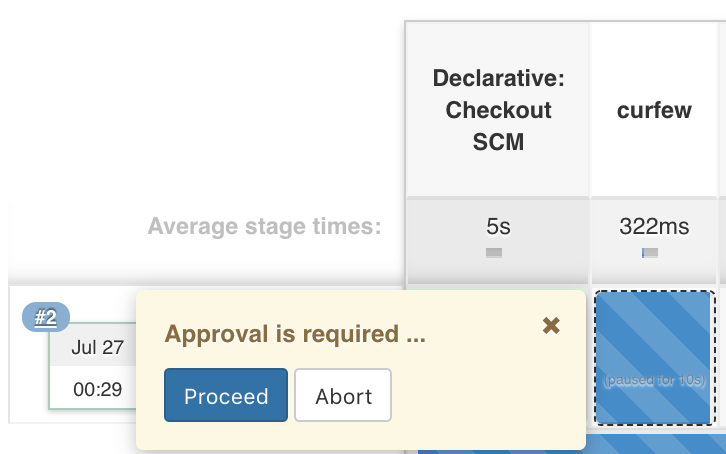 Declarative:
Checkout
SCM
curfew
Average stage times:
5s
322ms
#2
Jul 27
00:29
Approval is required ... ✖
Proceed
Abort
(paused for 10s)